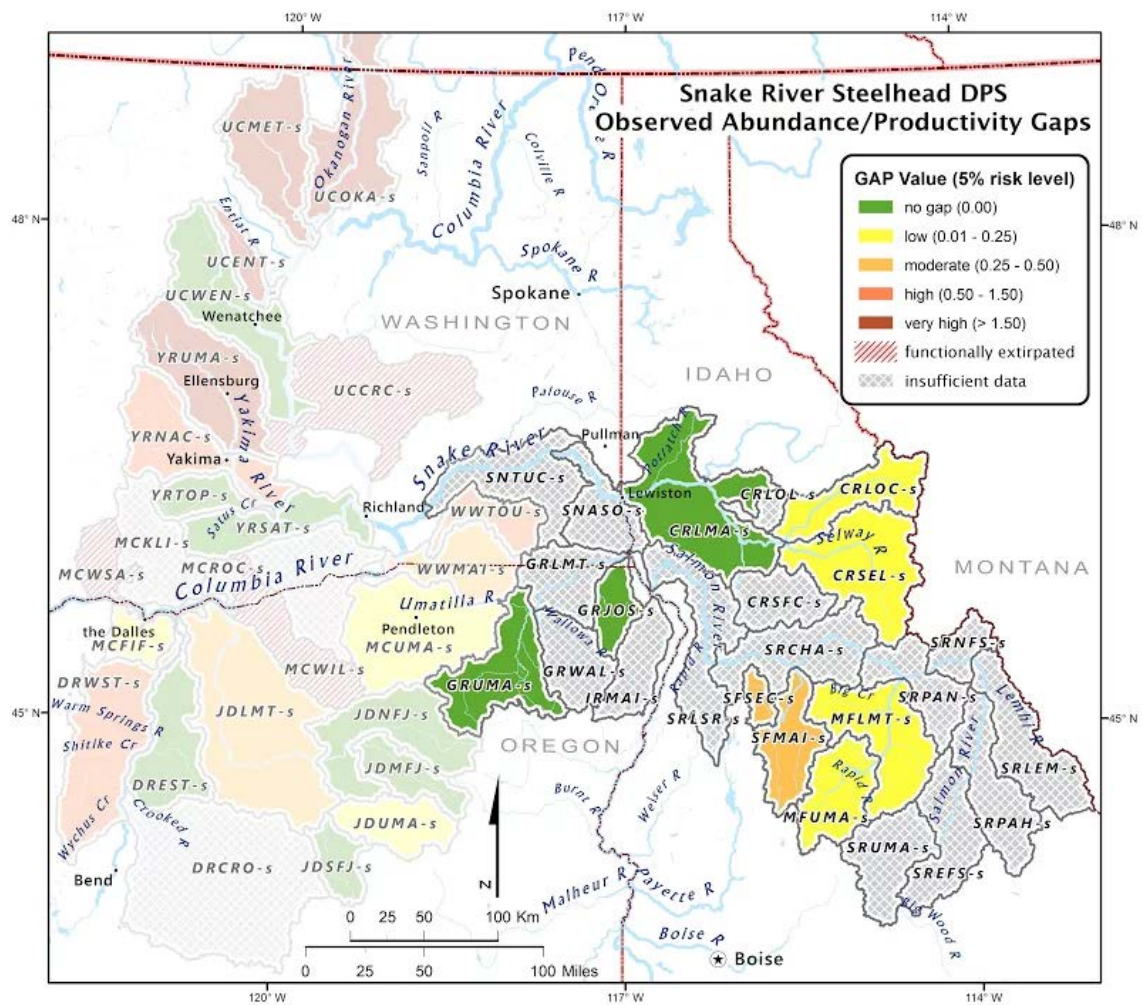 120° W
117° W
114° W
Snake River Steelhead DPS
Observed Abundance/Productivity Gaps
GAP Value (5% risk level)
no gap (0.00)
low (0.01 - 0.25)
moderate (0.25 - 0.50)
high (0.50 - 1.50)
very high (> 1.50)
functionally extirpated
insufficient data
UCMET-s
Okanogan River
UCOKA-s
Sanpoil R
Columbia River
Colville R
48° N
48° N
Entiat R
UCENT-s
UCWEN-s
Wenatchee
Spokane R
Spokane
WASHINGTON
YRUMA-s
Ellensburg
Yakima River
UCCRC-s
IDAHO
Palouse R
Pullman
YRNAC-s
Yakima
Snake River
SNTUC-s
Lewiston
CRLOL-s
CRLOC-s
YRTOP-s
Satus Cr
YRSAT-s
Richland
WWTOU-s
SNASO-s
CRLMA-s
Selway R
MCKLI-s
MCROC-s
MCWSA-s
Columbia River
WWMAI-s
GRLMT-s
Salmon River
CRSEL-s
MONTANA
Umatilla R
GRJOS-s
CRSFC-s
the Dalles
MCFIF-s
Pendleton
MCUMA-s
Wallowa R
Rapid R
SRCHA-s
SRNFS-s
MCWIL-s
GRWAL-s
DRWST-s
GRUMA-s
IRMAI-s
SFSEC-s
Big Cr
SRPAN-s
Lemhi R
Warm Springs R
45° N
JDLMT-s
JDNFJ-s
SRLSR-s
SFMAI-s
MFLMT-s
45° N
Shitike Cr
OREGON
Salmon River
JDMFJ-s
SRLEM-s
DREST-s
Burnt R
Weiser R
Rapid R
Wychus Cr
JDUMA-s
MFUMA-s
SRPAH-s
SRUMA-s
DRCRO-s
JDSFJ-s
Bend
N
SREFS-s
Malheur R
Payette R
Big Wood R
0 25 50 100 Km
Boise R
Boise
0 25 50 100 Miles
120° W
117° W
114° W